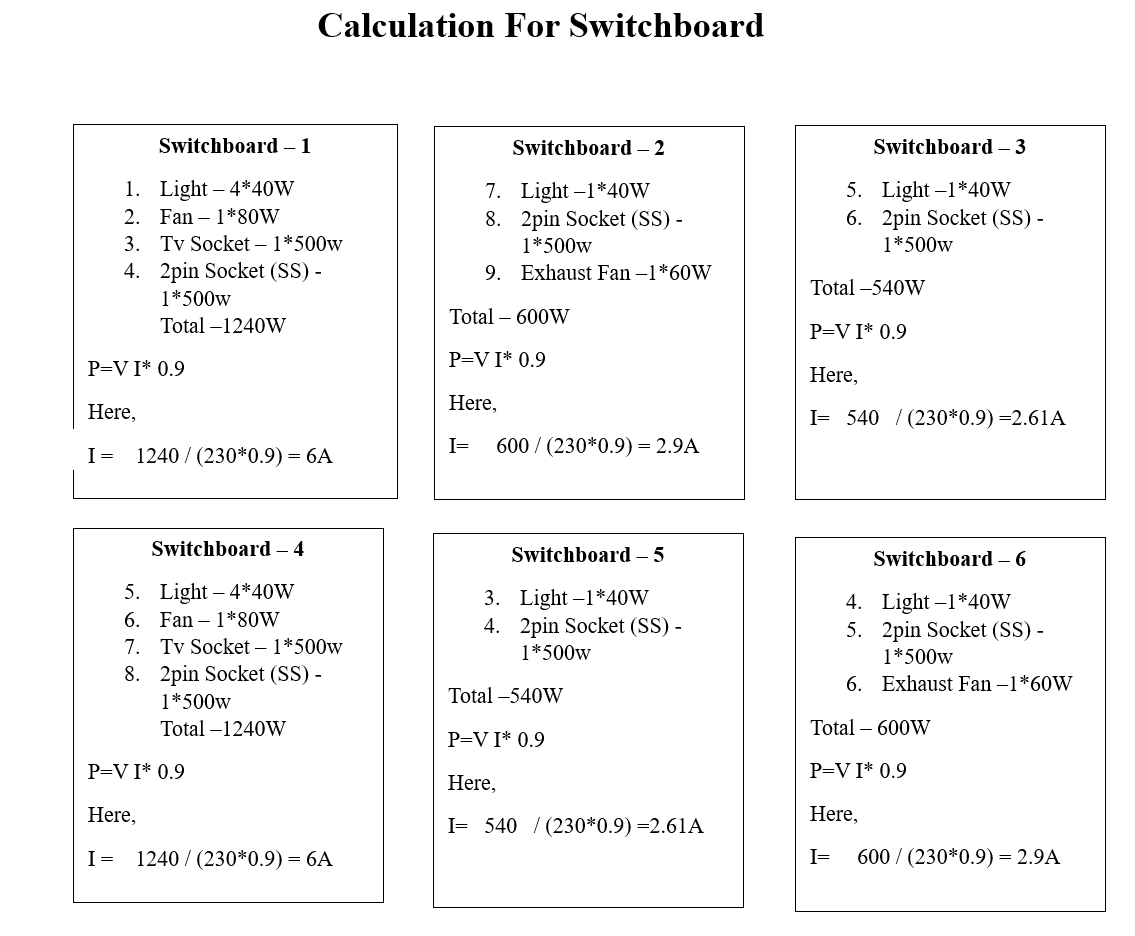 Calculation For Switchboard
Switchboard – 1
1. Light – 4*40W
2. Fan – 1*80W
3. Tv Socket – 1*500w
4. 2pin Socket (SS) -
1*500w
Total –1240W
P=V I* 0.9
Here,
I = 1240 / (230*0.9) = 6A
Switchboard – 2
7. Light –1*40W
8. 2pin Socket (SS) -
1*500w
9. Exhaust Fan –1*60W
Total – 600W
P=V I* 0.9
Here,
I= 600 / (230*0.9) = 2.9A
Switchboard – 3
5. Light –1*40W
6. 2pin Socket (SS) -
1*500w
Total –540W
P=V I* 0.9
Here,
I= 540 / (230*0.9) =2.61A
Switchboard – 4
5. Light – 4*40W
6. Fan – 1*80W
7. Tv Socket – 1*500w
8. 2pin Socket (SS) -
1*500w
Total –1240W
P=V I* 0.9
Here,
I = 1240 / (230*0.9) = 6A
Switchboard – 5
3. Light –1*40W
4. 2pin Socket (SS) -
1*500w
Total –540W
P=V I* 0.9
Here,
I= 540 / (230*0.9) =2.61A
Switchboard – 6
4. Light –1*40W
5. 2pin Socket (SS) -
1*500w
6. Exhaust Fan –1*60W
Total – 600W
P=V I* 0.9
Here,
I= 600 / (230*0.9) = 2.9A